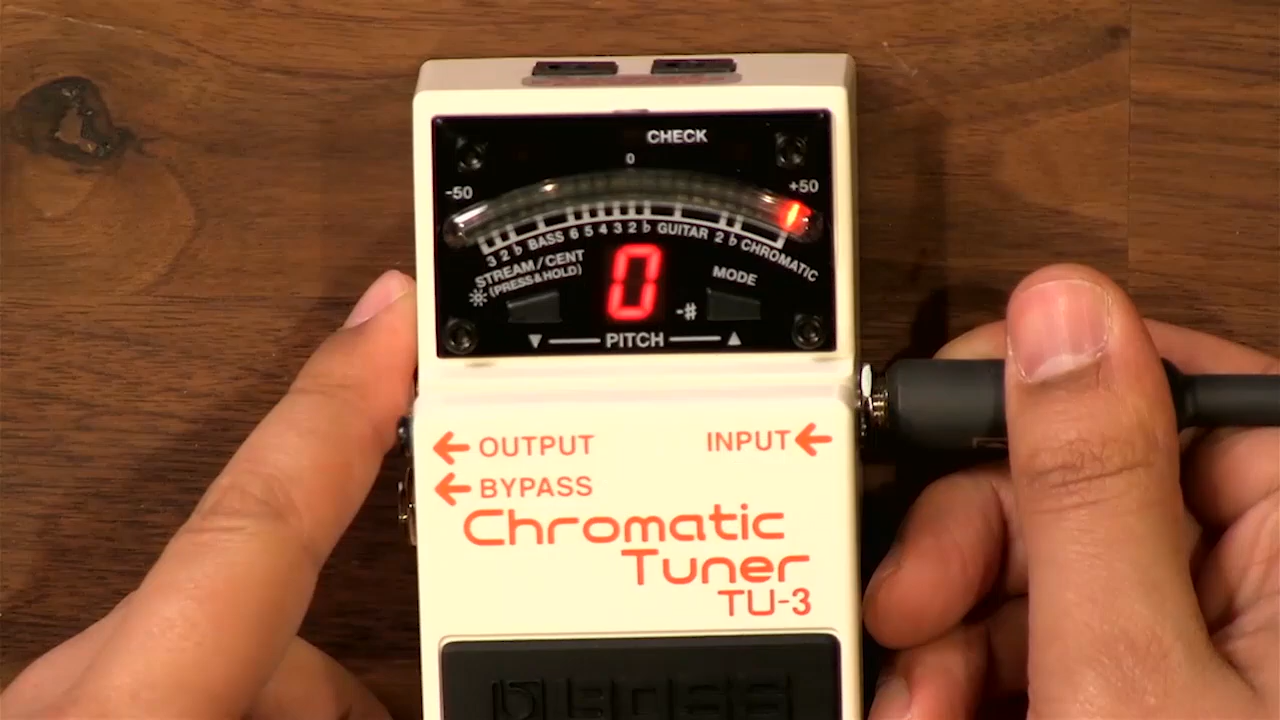 CHECK
0
-50 +50
3 2 ♭ BASS 6 5 4 3 2 ♭ GUITAR 2 ♭ CHROMATIC
STREAM/CENT
(PRESS & HOLD)
MODE
0
-#
▼ PITCH ▲
← OUTPUT
INPUT ←
← BYPASS
Chromatic
Tuner
TU-3
BOSS